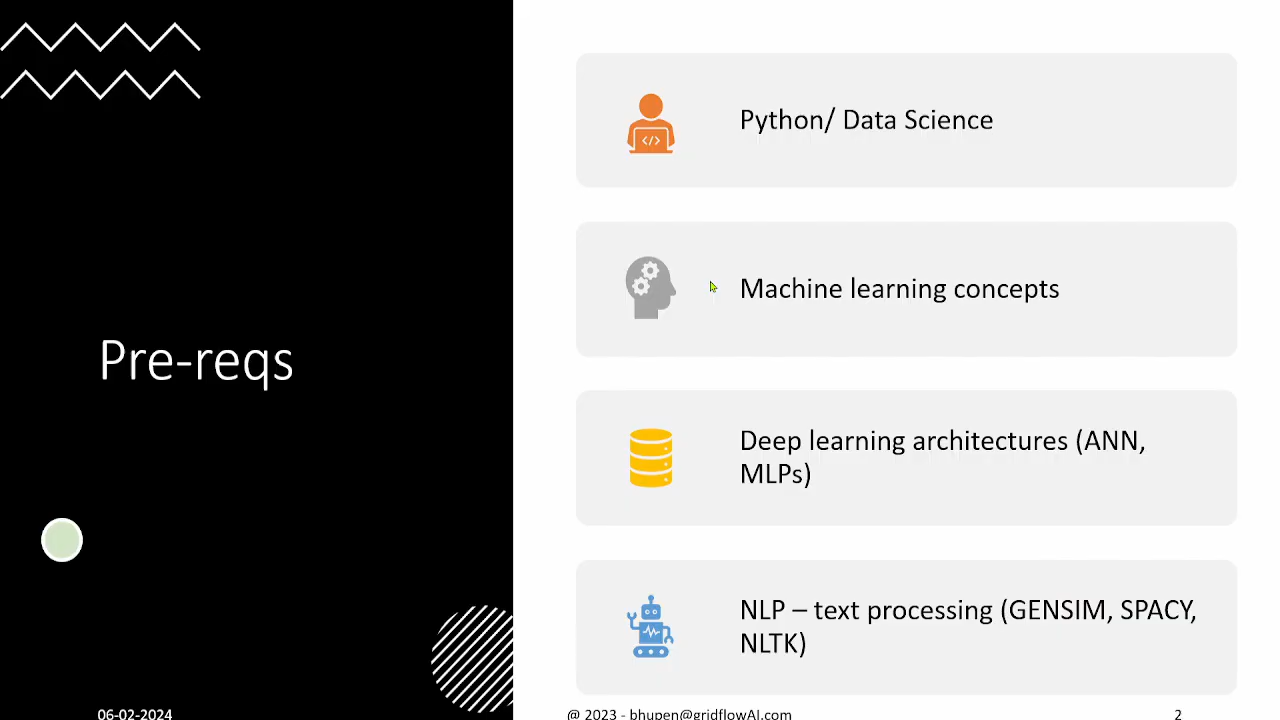 Pre-reqs
Python/ Data Science
</>
Machine learning concepts
Deep learning architectures (ANN,
MLPs)
NLP – text processing (GENSIM, SPACY,
NLTK)
06-02-2024
@ 2023 - bhupen@gridflowAI.com
2